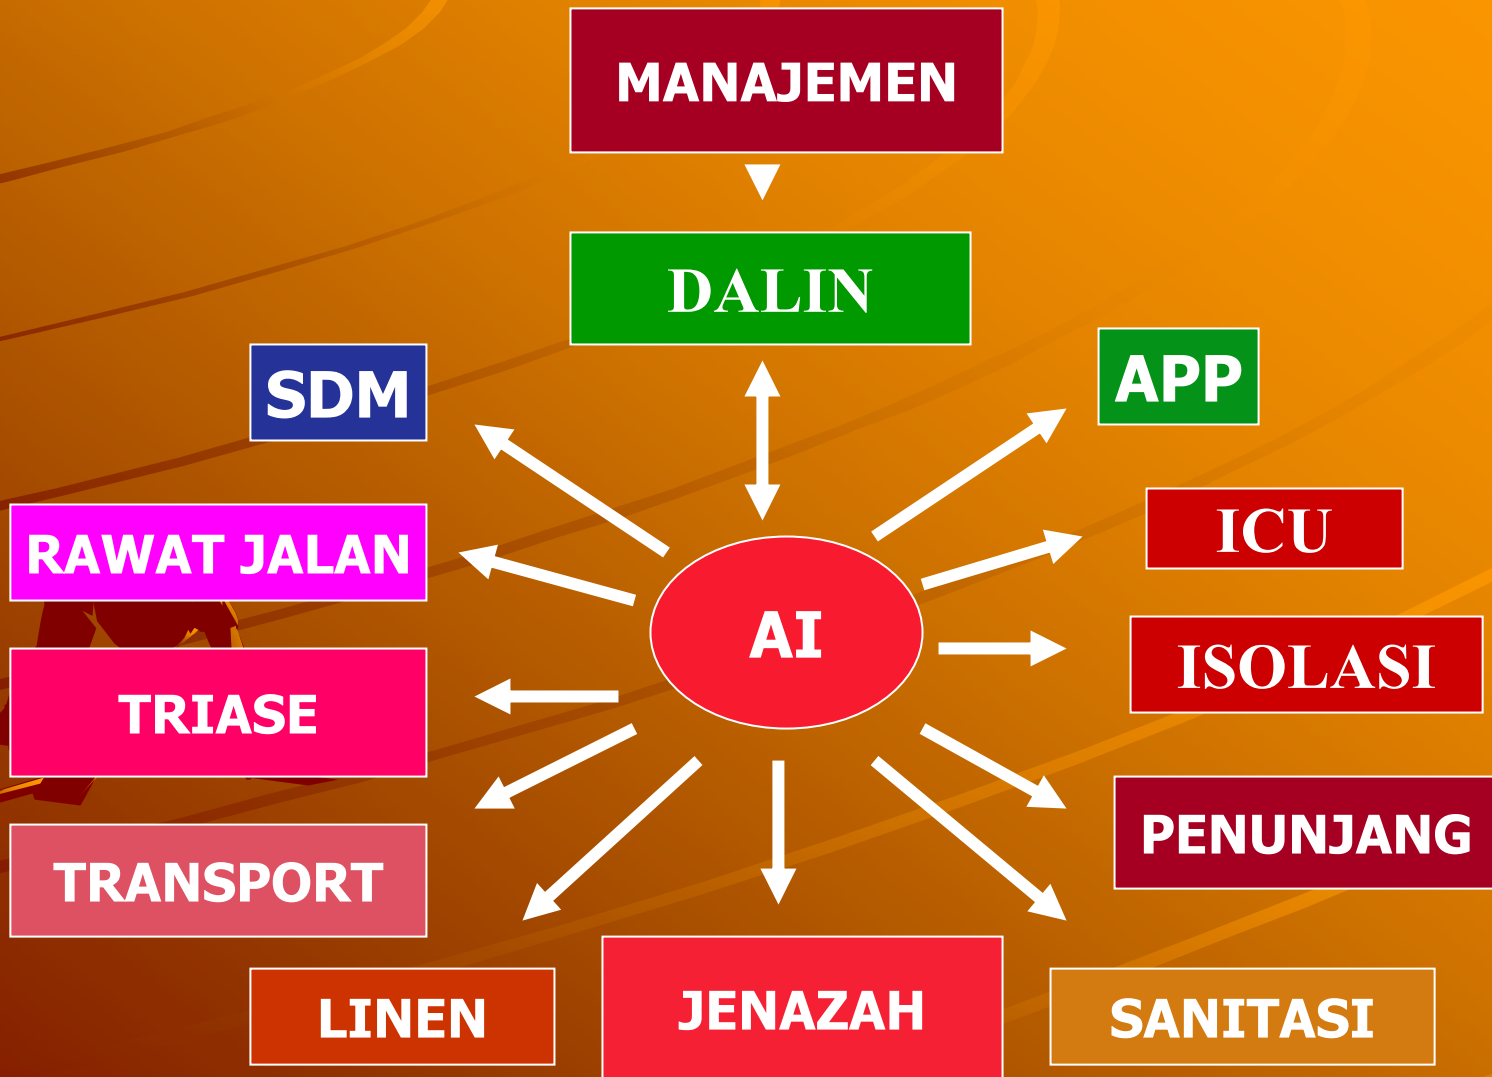 MANAJEMEN
DALIN
SDM
APP
RAWAT JALAN
ICU
AI
ISOLASI
TRIASE
PENUNJANG
TRANSPORT
LINEN
JENAZAH
SANITASI